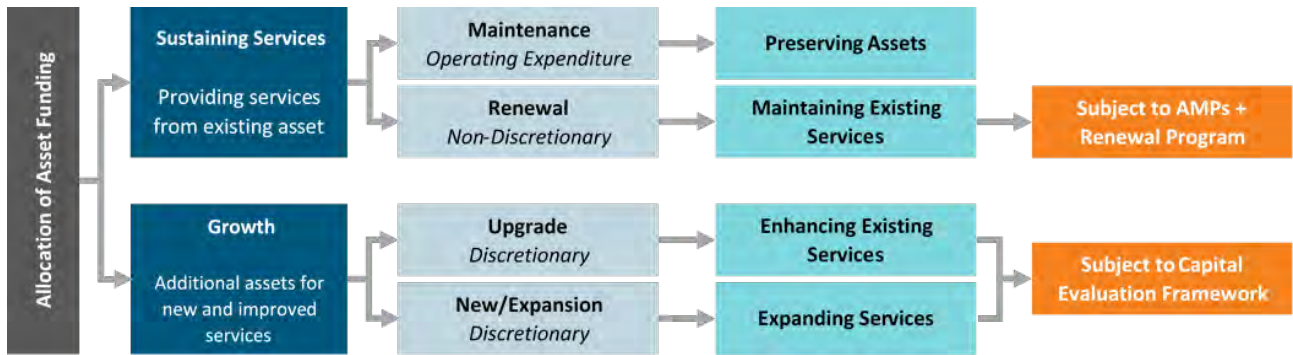 Allocation of Asset Funding
Sustaining Services
Providing services
from existing asset
Maintenance
Operating Expenditure
Preserving Assets
Renewal
Non-Discretionary
Maintaining Existing
Services
Subject to AMPs +
Renewal Program
Growth
Additional assets for
new and improved
services
Upgrade
Discretionary
Enhancing Existing
Services
New/Expansion
Discretionary
Expanding Services
Subject to Capital
Evaluation Framework